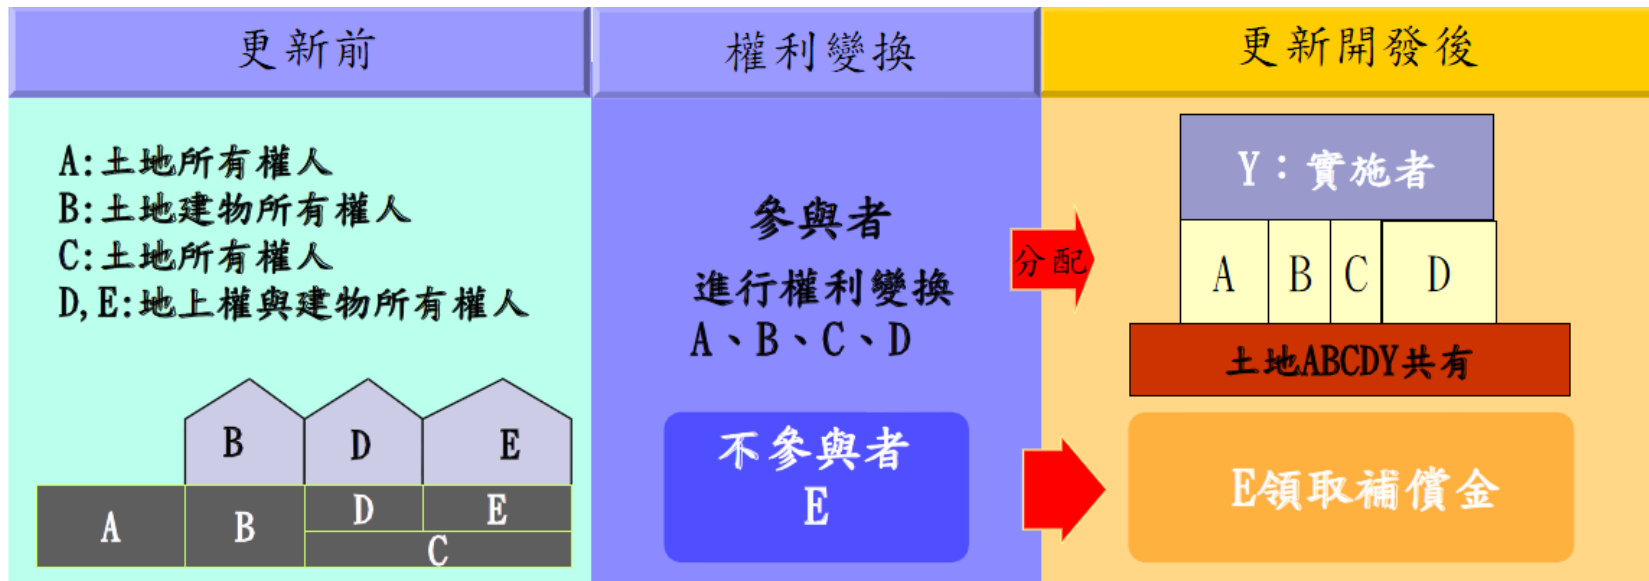 更新前
權利變換
更新開發後
A:土地所有權人
B:土地建物所有權人
C:土地所有權人
D,E:地上權與建物所有權人
B
D
E
A
B
D
E
C
參與者
進行權利變換
A、B、C、D
不參與者
E
分配
Y：實施者
A
B
C
D
土地ABCDY共有
E領取補償金